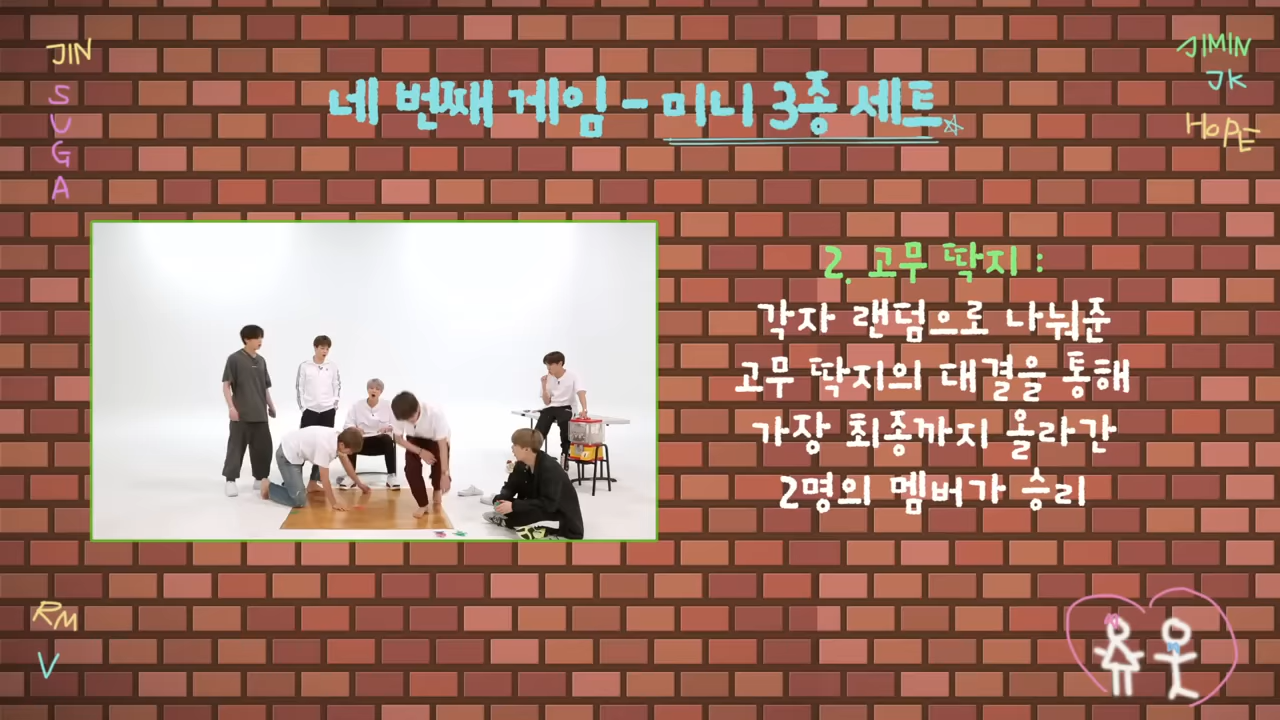 JIN
SUGA
네 번째 게임 - 미니 3종 세트
JIMIN
JK
HOPE
2. 고무 딱지 :
각자 랜덤으로 나눠준
고무 딱지의 대결을 통해
가장 최종까지 올라간
2명의 멤버가 승리
RM
V